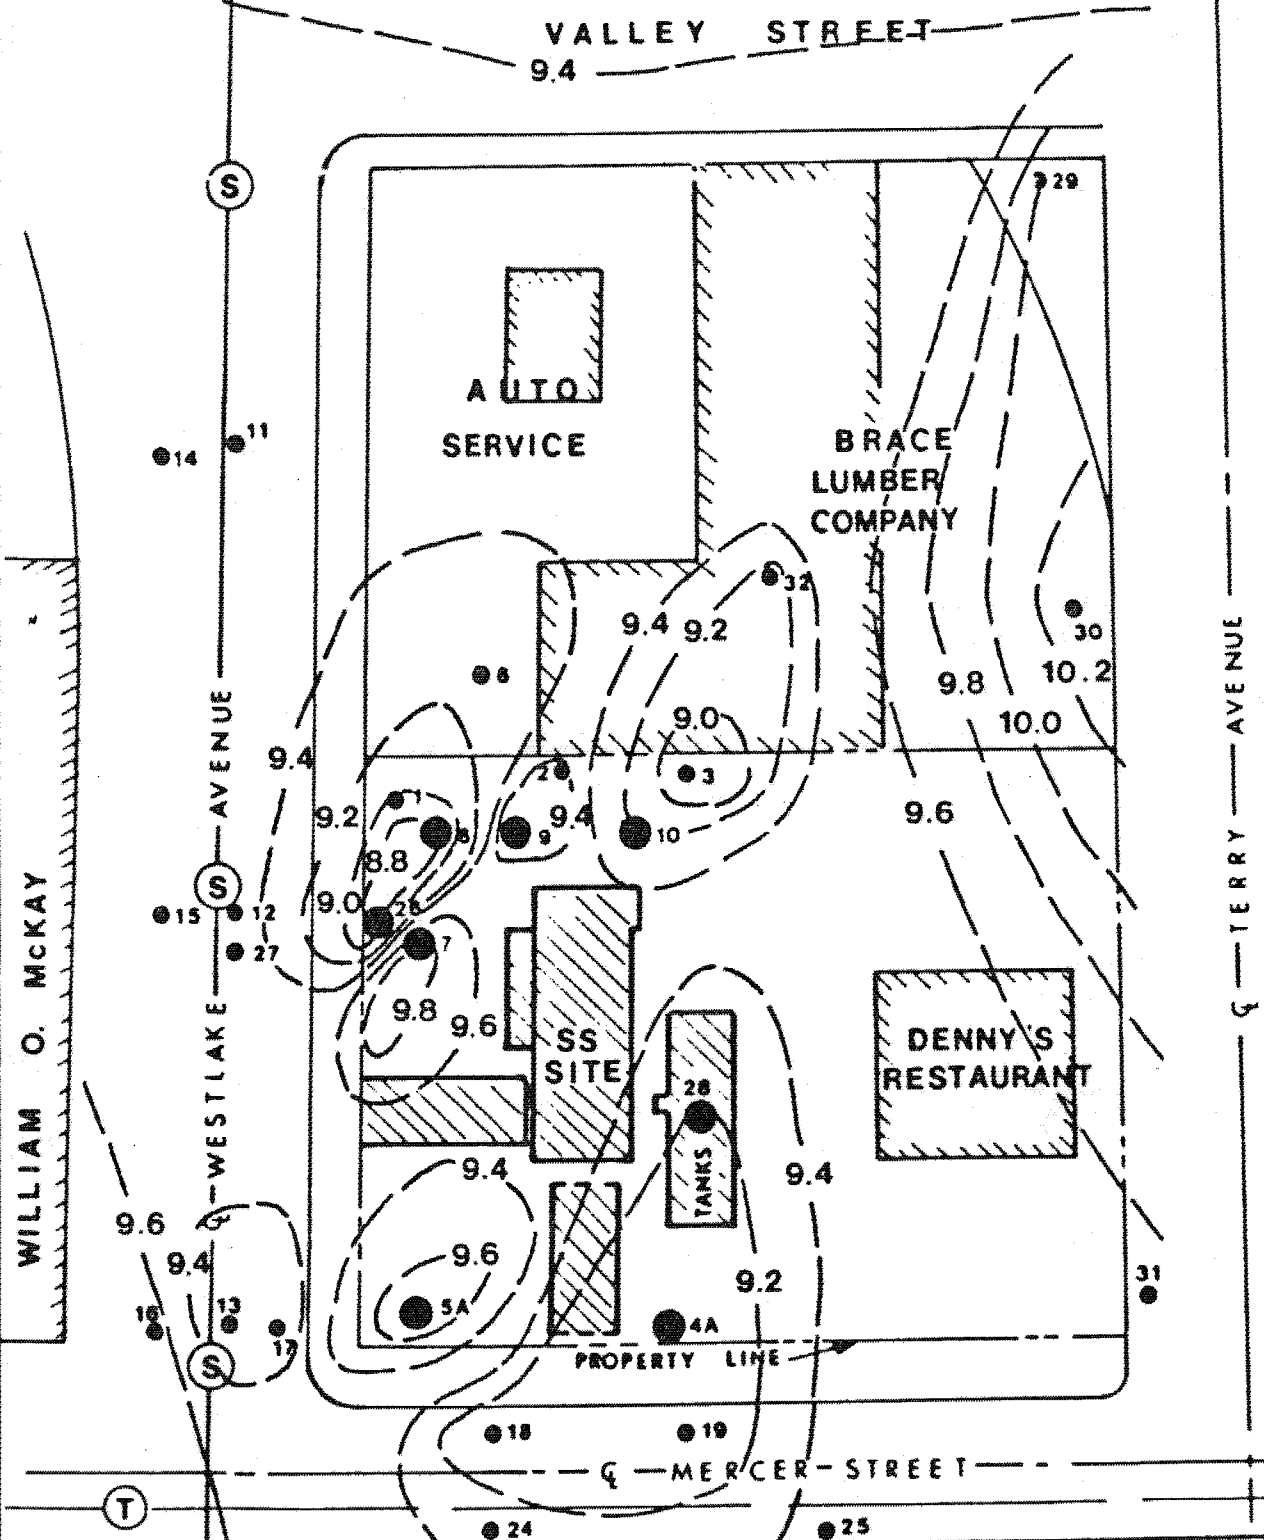 VALLEY STREET
9.4
S
29
AUTO
SERVICE
11
14
BRACE
LUMBER
COMPANY
32
9.4 9.2
30
10.2
9.8
10.0
6
9.0
9.4
2
3
1
9.2
9.4
9.6
8
9
10
8.8
9.0
26
S
15
12
27
7
9.8
9.6
WILLIAM O. McKAY
℄ WESTLAKE AVENUE
℄ TERRY AVENUE
SS
SITE
DENNY'S
RESTAURANT
28
TANKS
9.4
9.4
9.6
9.4
9.6
9.2
5A
31
16
13
17
4A
S
PROPERTY LINE
18
19
℄ MERCER STREET
T
24
25